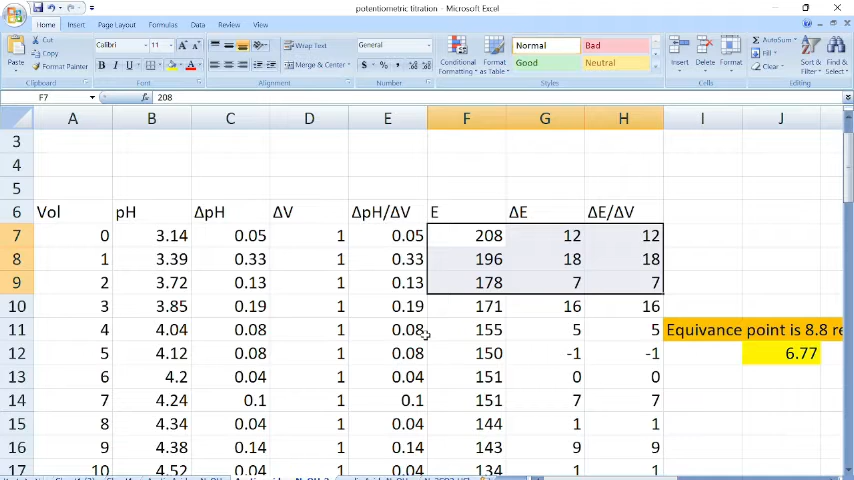 potentiometric titration - Microsoft Excel
Home Insert Page Layout Formulas Data Review View
Paste
Cut
Copy
Format Painter
Clipboard
Calibri 11
B I U
Font
Wrap Text
Merge & Center
Alignment
General
$ % ,
Number
Conditional Formatting
Format as Table
Normal Bad
Good Neutral
Styles
Insert Delete Format
Cells
AutoSum
Fill
Clear
Sort & Filter
Find & Select
Editing
F7 fx 208
A B C D E F G H I J
3
4
5
6 Vol pH ΔpH ΔV ΔpH/ΔV E ΔE ΔE/ΔV
7 0 3.14 0.05 1 0.05 208 12 12
8 1 3.39 0.33 1 0.33 196 18 18
9 2 3.72 0.13 1 0.13 178 7 7
10 3 3.85 0.19 1 0.19 171 16 16
11 4 4.04 0.08 1 0.08 155 5 5 Equivance point is 8.8 re
12 5 4.12 0.08 1 0.08 150 -1 -1 6.77
13 6 4.2 0.04 1 0.04 151 0 0
14 7 4.24 0.1 1 0.1 151 7 7
15 8 4.34 0.04 1 0.04 144 1 1
16 9 4.38 0.14 1 0.14 143 9 9
17 10 4.52 0.04 1 0.04 134 1 1